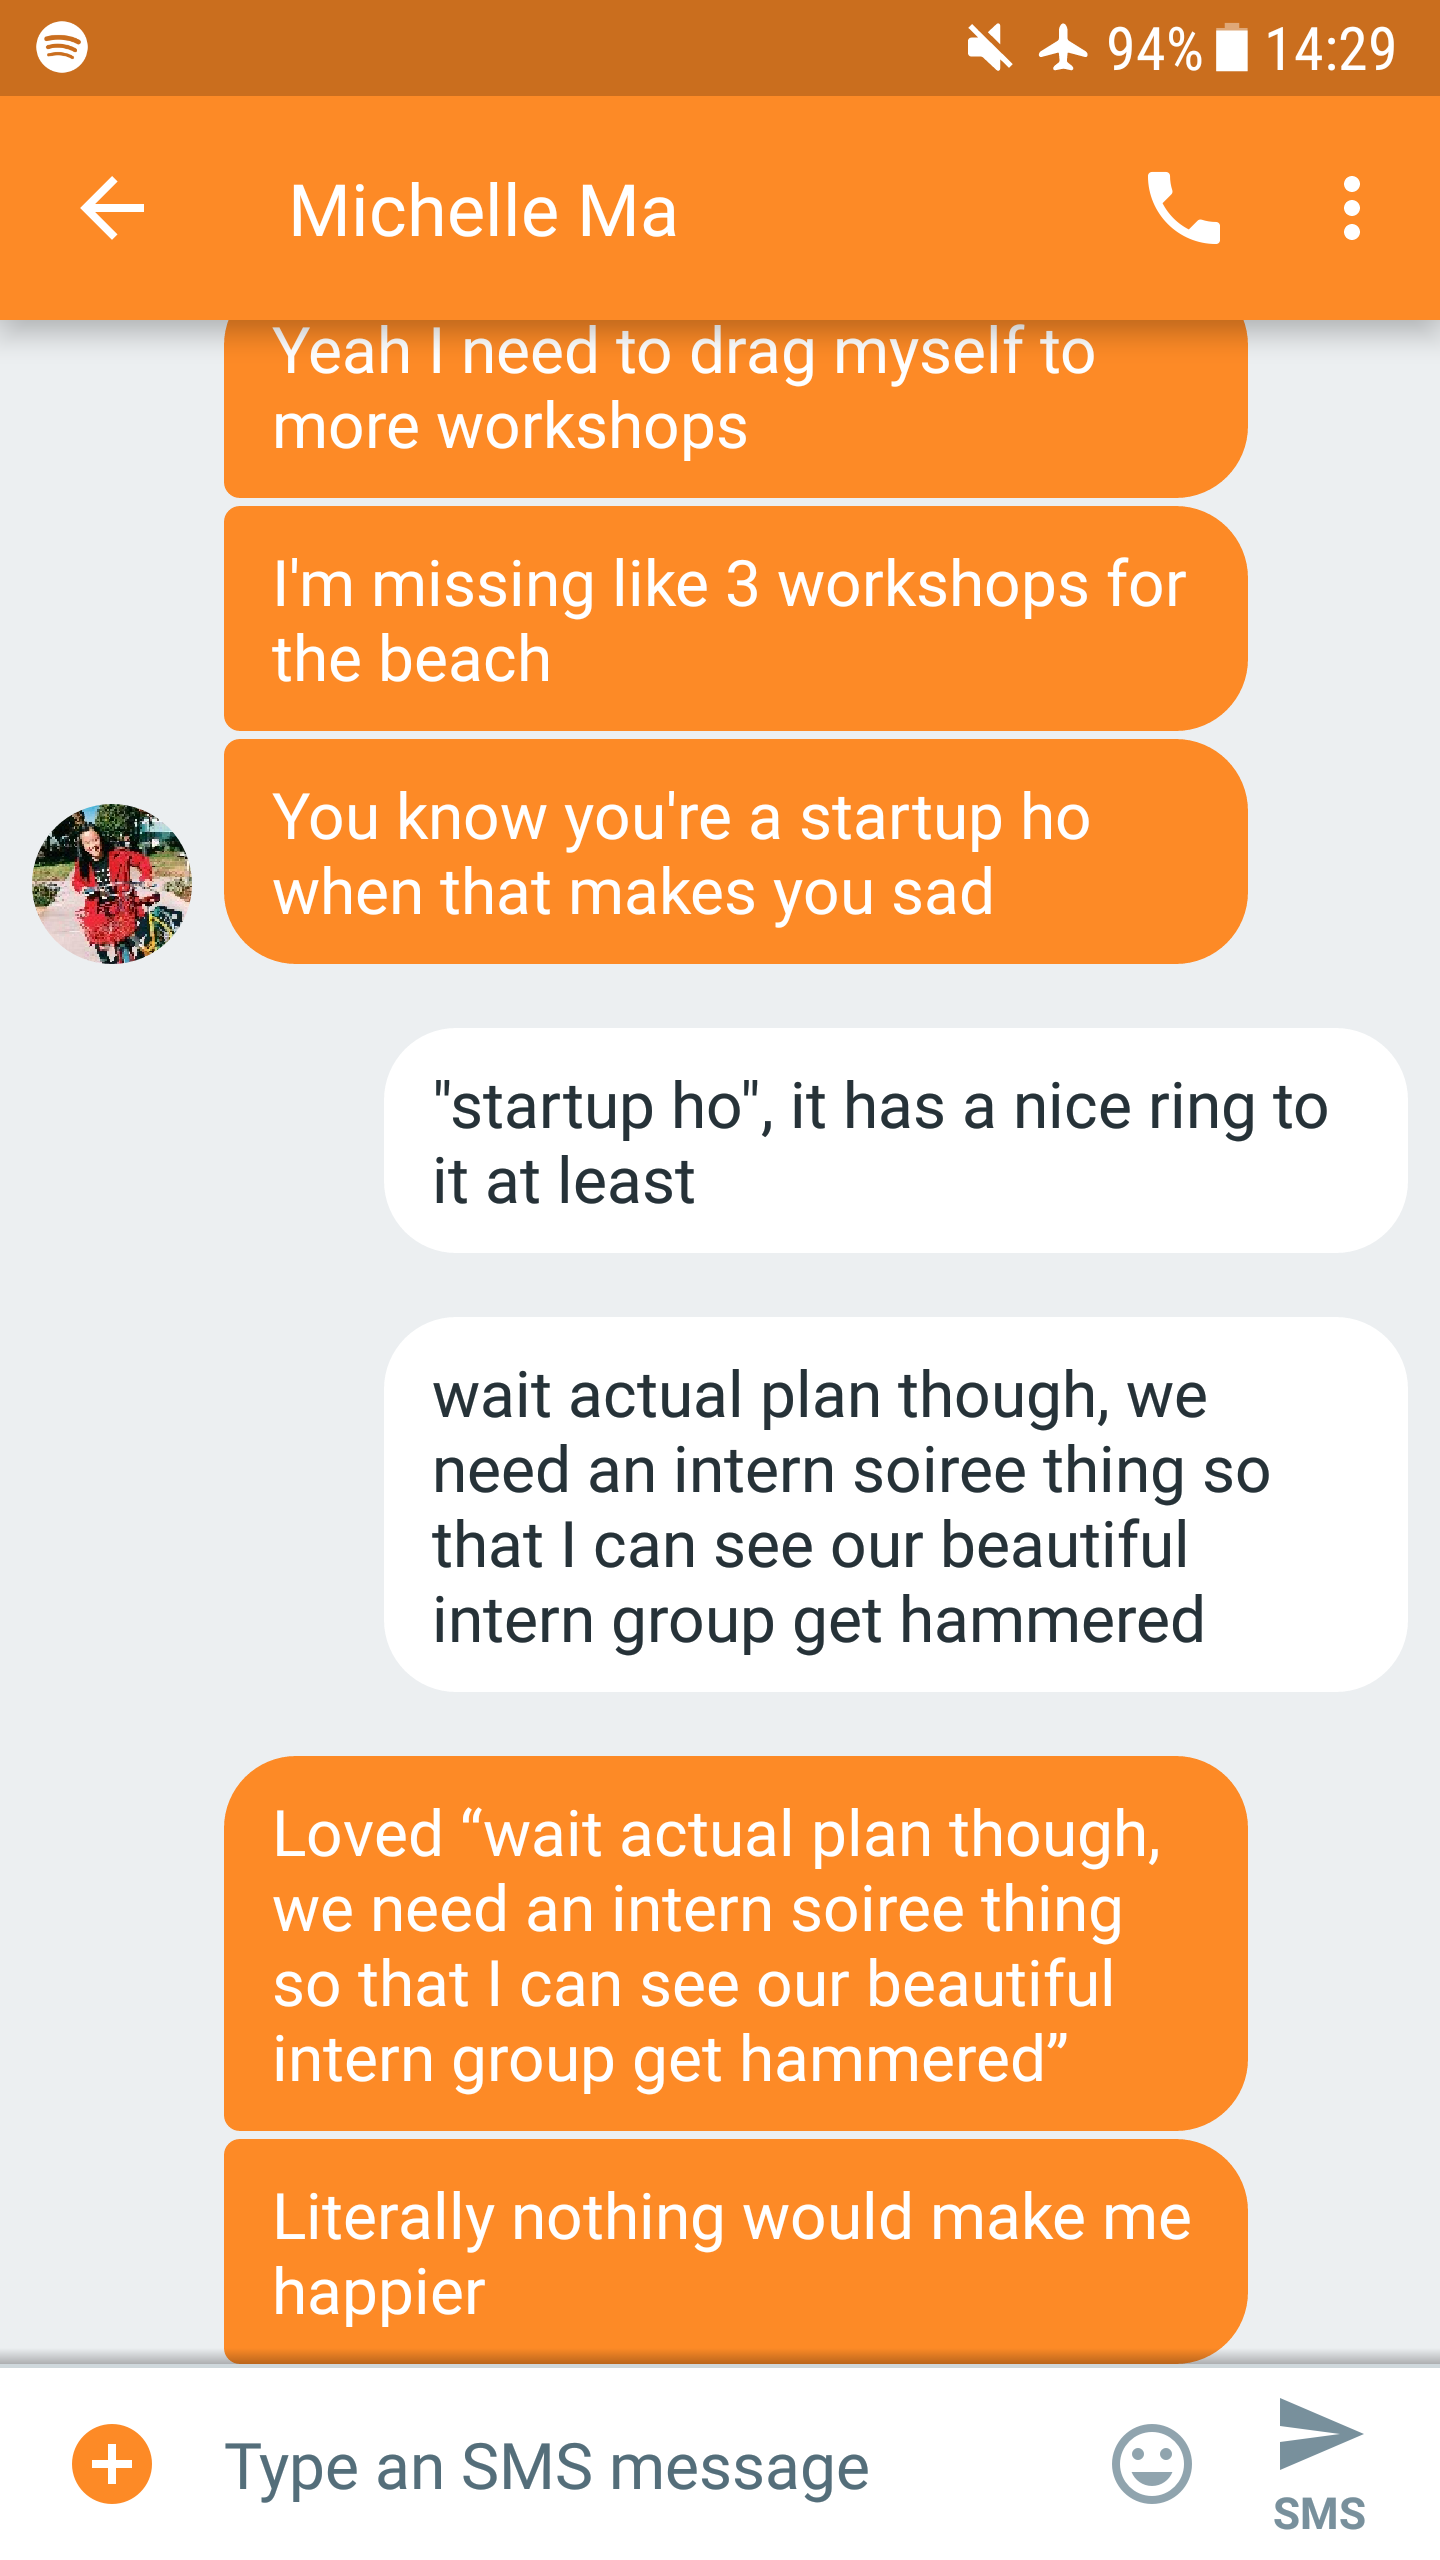 94% 14:29
Michelle Ma
Yeah I need to drag myself to
more workshops
I'm missing like 3 workshops for
the beach
You know you're a startup ho
when that makes you sad
"startup ho", it has a nice ring to
it at least
wait actual plan though, we
need an intern soiree thing so
that I can see our beautiful
intern group get hammered
Loved “wait actual plan though,
we need an intern soiree thing
so that I can see our beautiful
intern group get hammered”
Literally nothing would make me
happier
Type an SMS message
SMS